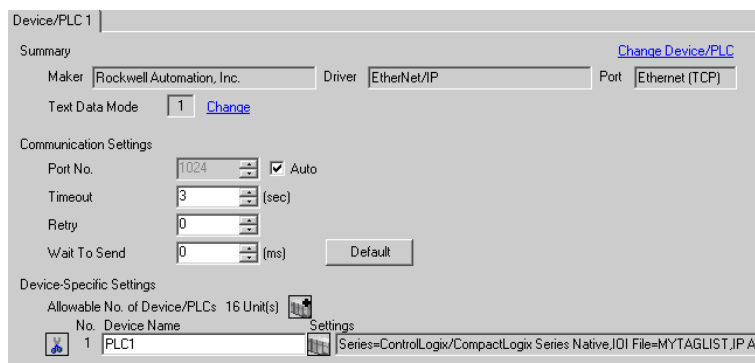 Device/PLC 1
Summary Change Device/PLC
Maker Rockwell Automation, Inc. Driver EtherNet/IP Port Ethernet (TCP)
Text Data Mode 1 Change
Communication Settings
Port No. 1024 Auto
Timeout 3 (sec)
Retry 0
Wait To Send 0 (ms) Default
Device-Specific Settings
Allowable No. of Device/PLCs 16 Unit(s)
No. Device Name Settings
1 PLC1 Series=ControlLogix/CompactLogix Series Native,IOI File=MYTAGLIST,IP A